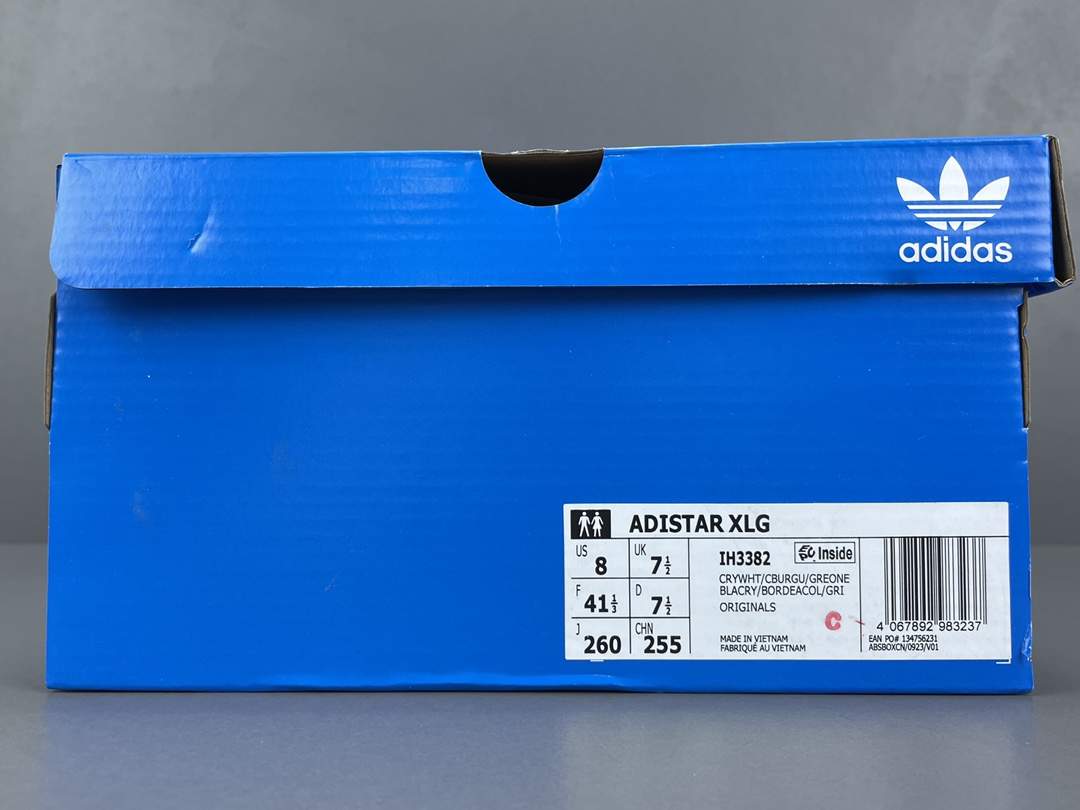 adidas
ADISTAR XLG
US 8 UK 7½
F 41⅓ D 7½
J 260 CHN 255
IH3382 Inside
CRYWHT/CBURGU/GREONE
BLACRY/BORDEACOL/GRI
ORIGINALS
C
MADE IN VIETNAM
FABRIQUÉ AU VIETNAM
4 067892 983237
EAN PO# 134756231
ABSBOXCN/0923/V01